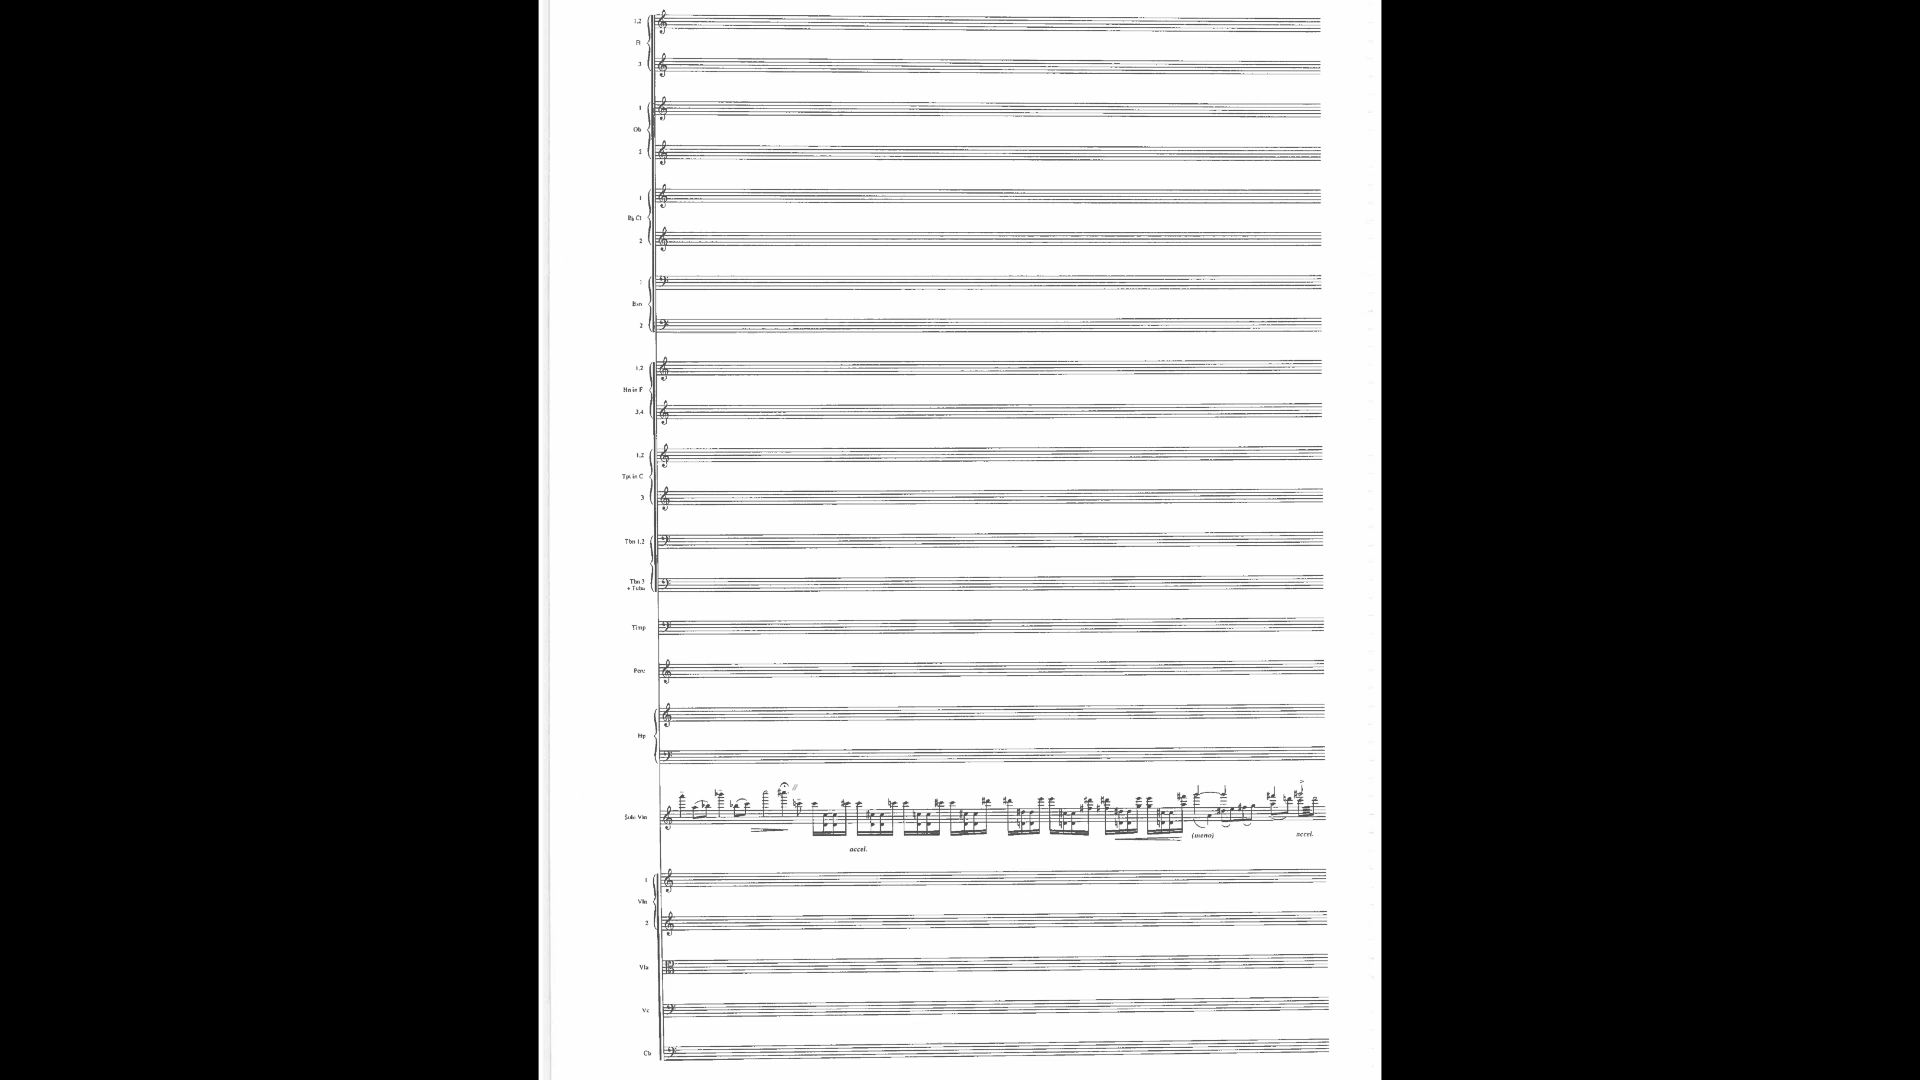 1,2
Fl
3
1
Ob
2
1
Bb Cl
2
1
Bsn
2
1,2
Hn in F
3,4
1,2
Tpt in C
3
Tbn 1,2
Tbn 3
+ Tuba
Timp
Perc
Hp
Solo Vln
(meno)
accel.
accel.
1
Vln
2
Vla
Vc
Cb